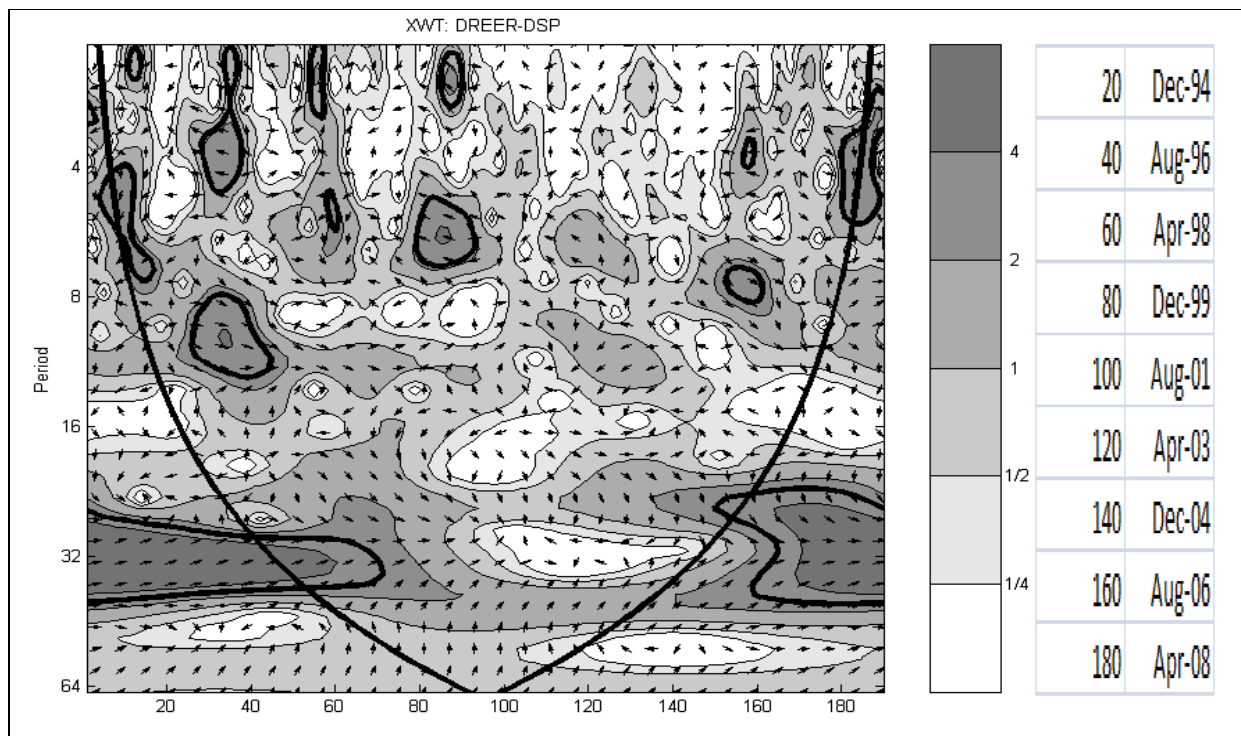 XWT: DREER-DSP
Period
4
8
16
32
64
20 40 60 80 100 120 140 160 180
4
2
1
1/2
1/4
20 Dec-94
40 Aug-96
60 Apr-98
80 Dec-99
100 Aug-01
120 Apr-03
140 Dec-04
160 Aug-06
180 Apr-08